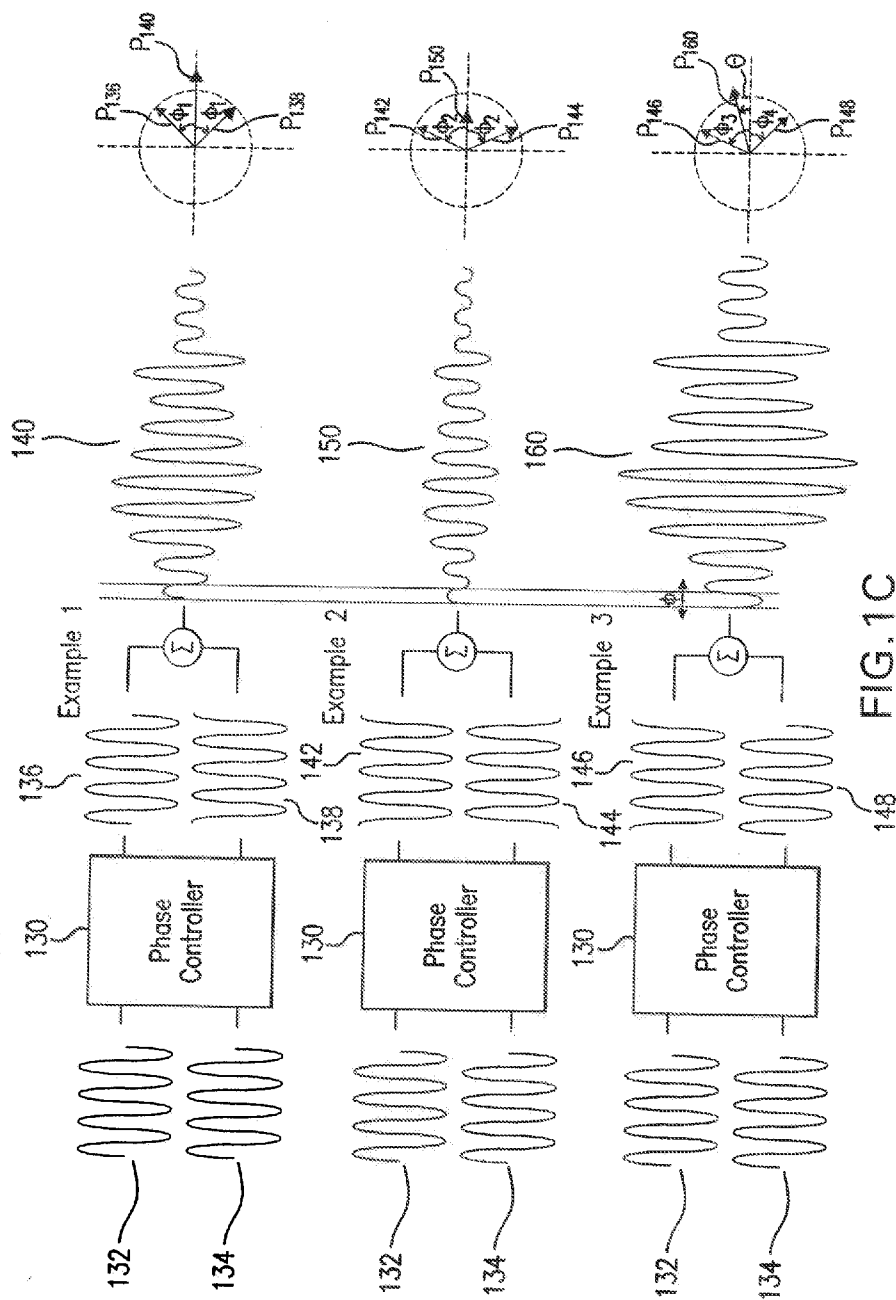 Example 1
132
134
130
Phase
Controller
136
138
Σ
140
P136
ϕ1
ϕ1
P138
P140
Example 2
132
134
130
Phase
Controller
142
144
Σ
150
P142
ϕ2
ϕ2
P144
P150
Example 3
132
134
130
Phase
Controller
146
148
Σ
ϕ
160
P146
ϕ3
ϕ4
P148
P160
Θ
FIG. 1C